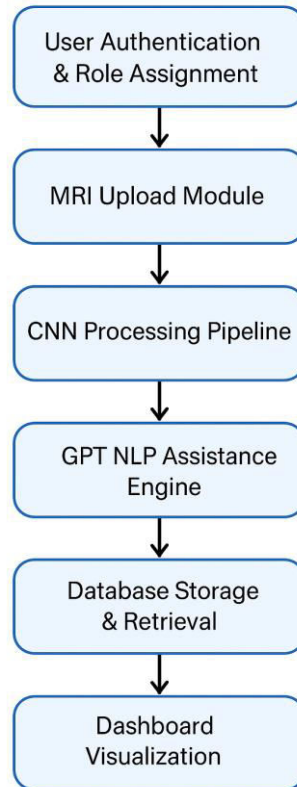 User Authentication
& Role Assignment
MRI Upload Module
CNN Processing Pipeline
GPT NLP Assistance
Engine
Database Storage
& Retrieval
Dashboard
Visualization